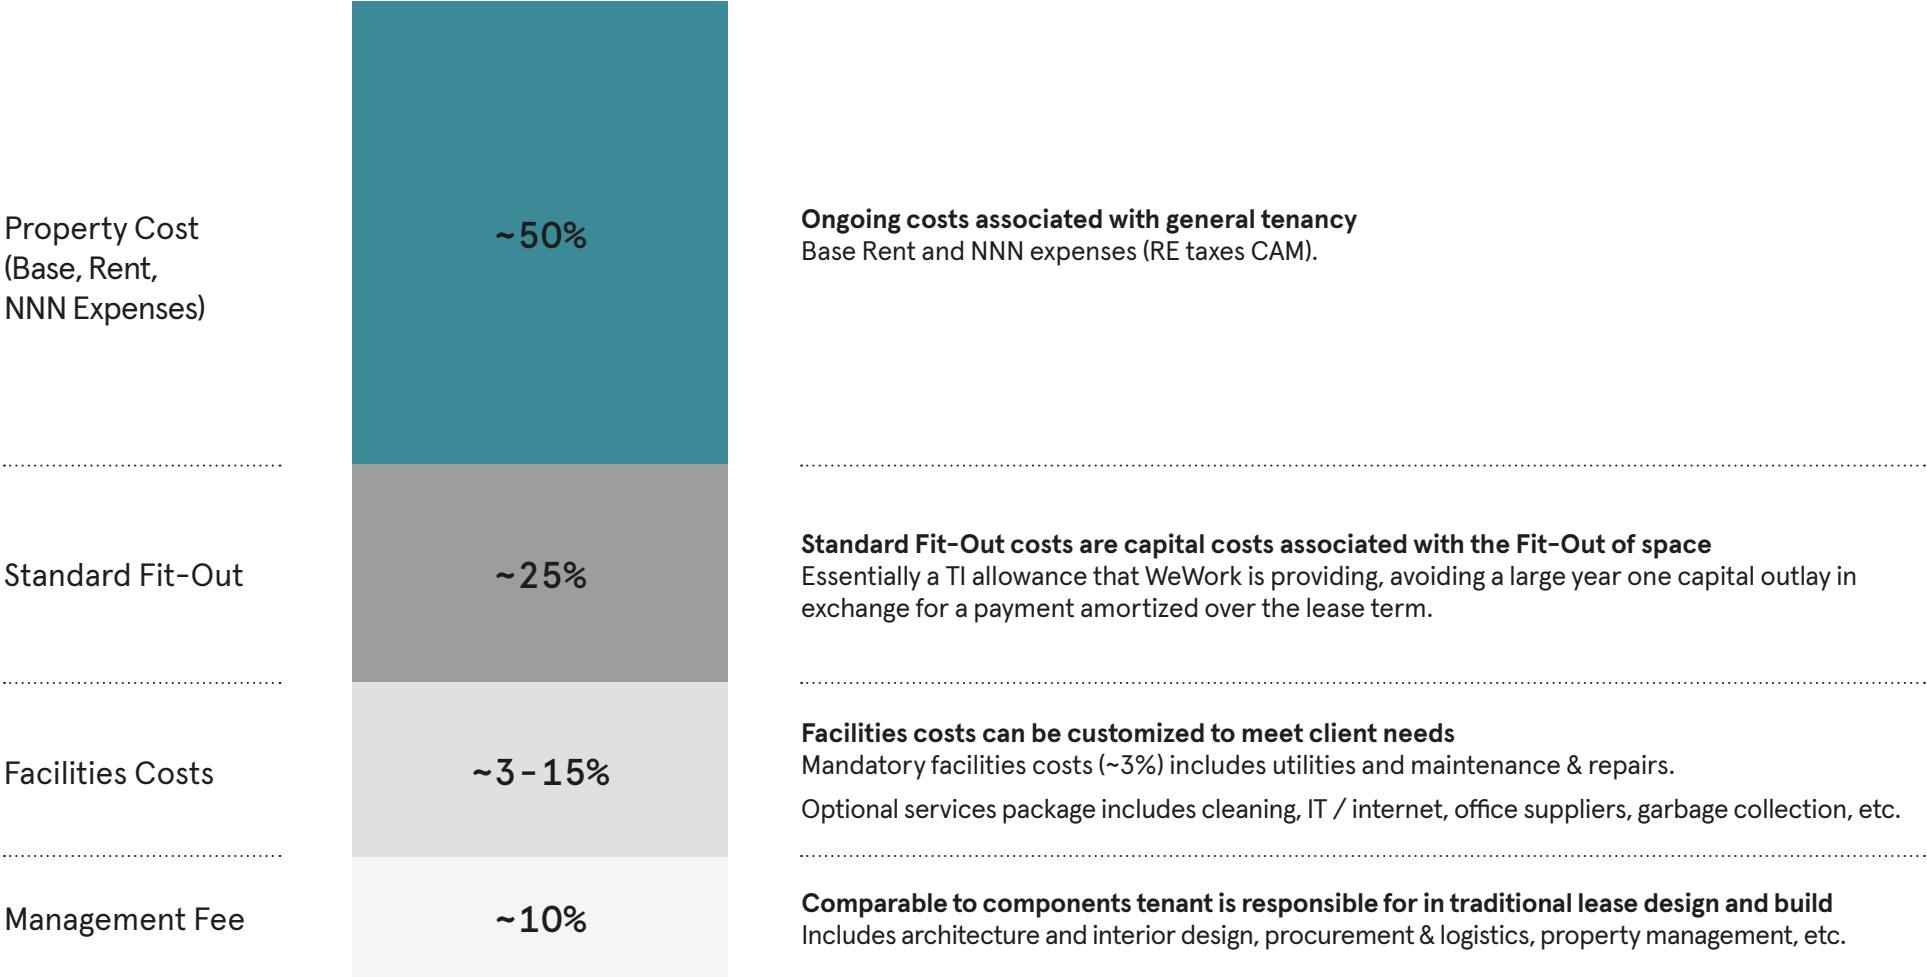 Property Cost
(Base, Rent,
NNN Expenses)
~50%
Ongoing costs associated with general tenancy
Base Rent and NNN expenses (RE taxes CAM).
Standard Fit-Out
~25%
Standard Fit-Out costs are capital costs associated with the Fit-Out of space
Essentially a TI allowance that WeWork is providing, avoiding a large year one capital outlay in
exchange for a payment amortized over the lease term.
Facilities Costs
~3-15%
Facilities costs can be customized to meet client needs
Mandatory facilities costs (~3%) includes utilities and maintenance & repairs.
Optional services package includes cleaning, IT / internet, office suppliers, garbage collection, etc.
Management Fee
~10%
Comparable to components tenant is responsible for in traditional lease design and build
Includes architecture and interior design, procurement & logistics, property management, etc.